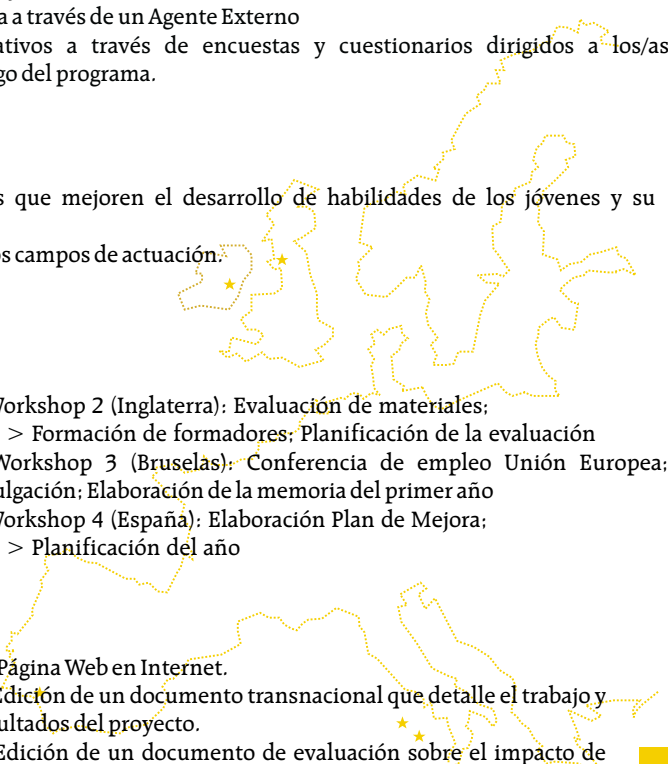 a a través de un Agente Externo
ativos a través de encuestas y cuestionarios dirigidos a los/as
go del programa.
s que mejoren el desarrollo de habilidades de los jóvenes y su
os campos de actuación.
Workshop 2 (Inglaterra): Evaluación de materiales;
> Formación de formadores; Planificación de la evaluación
Workshop 3 (Bruselas): Conferencia de empleo Unión Europea;
ulgación; Elaboración de la memoria del primer año
Workshop 4 (España): Elaboración Plan de Mejora;
> Planificación del año
Página Web en Internet.
Edición de un documento transnacional que detalle el trabajo y
ultados del proyecto.
Edición de un documento de evaluación sobre el impacto de